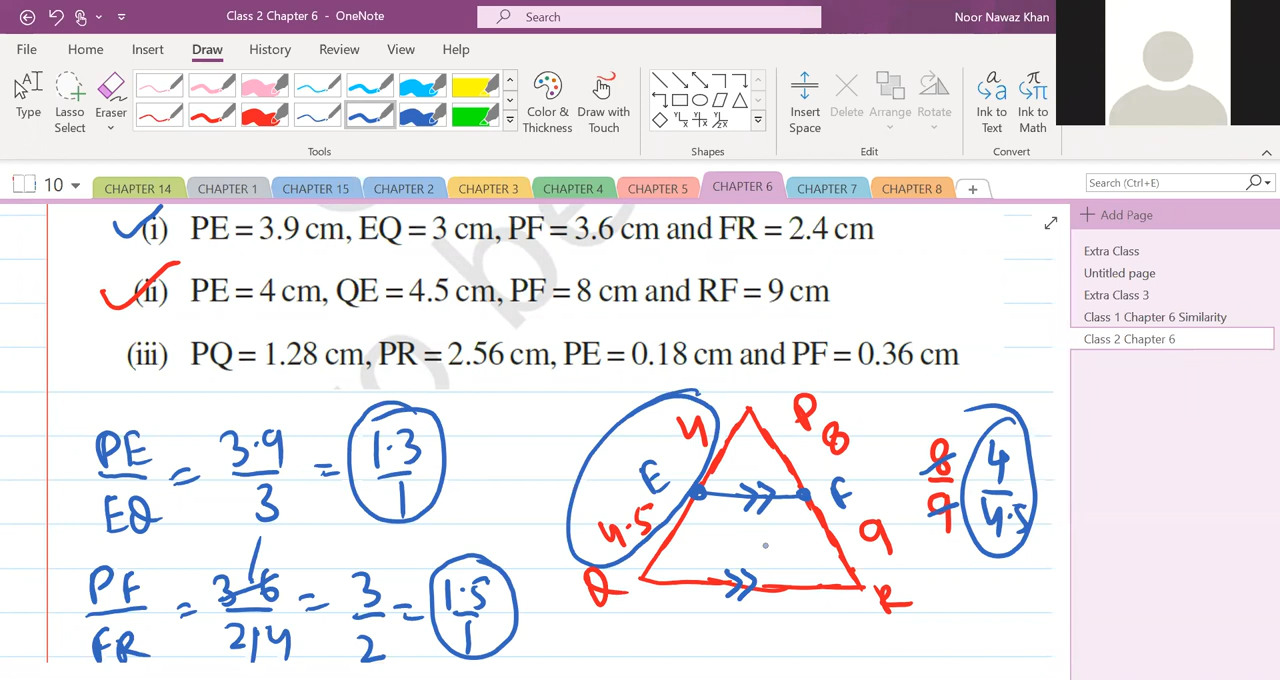 Class 2 Chapter 6 - OneNote
Search
Noor Nawaz Khan
File Home Insert Draw History Review View Help
Type
Lasso Select
Eraser
Color & Thickness
Draw with Touch
Insert Space
Delete
Arrange
Rotate
Ink to Text
Ink to Math
Tools
Shapes
Edit
Convert
10
CHAPTER 14 CHAPTER 1 CHAPTER 15 CHAPTER 2 CHAPTER 3 CHAPTER 4 CHAPTER 5 CHAPTER 6 CHAPTER 7 CHAPTER 8
Search (Ctrl+E)
Add Page
Extra Class
Untitled page
Extra Class 3
Class 1 Chapter 6 Similarity
Class 2 Chapter 6
(i) PE = 3.9 cm, EQ = 3 cm, PF = 3.6 cm and FR = 2.4 cm
(ii) PE = 4 cm, QE = 4.5 cm, PF = 8 cm and RF = 9 cm
(iii) PQ = 1.28 cm, PR = 2.56 cm, PE = 0.18 cm and PF = 0.36 cm
PE/EQ = 3.9/3 = 1.3/1
PF/FR = 3.6/2.4 = 3/2 = 1.5/1
P
4 8
E F
4.5 9
Q R
8/9 4/4.5